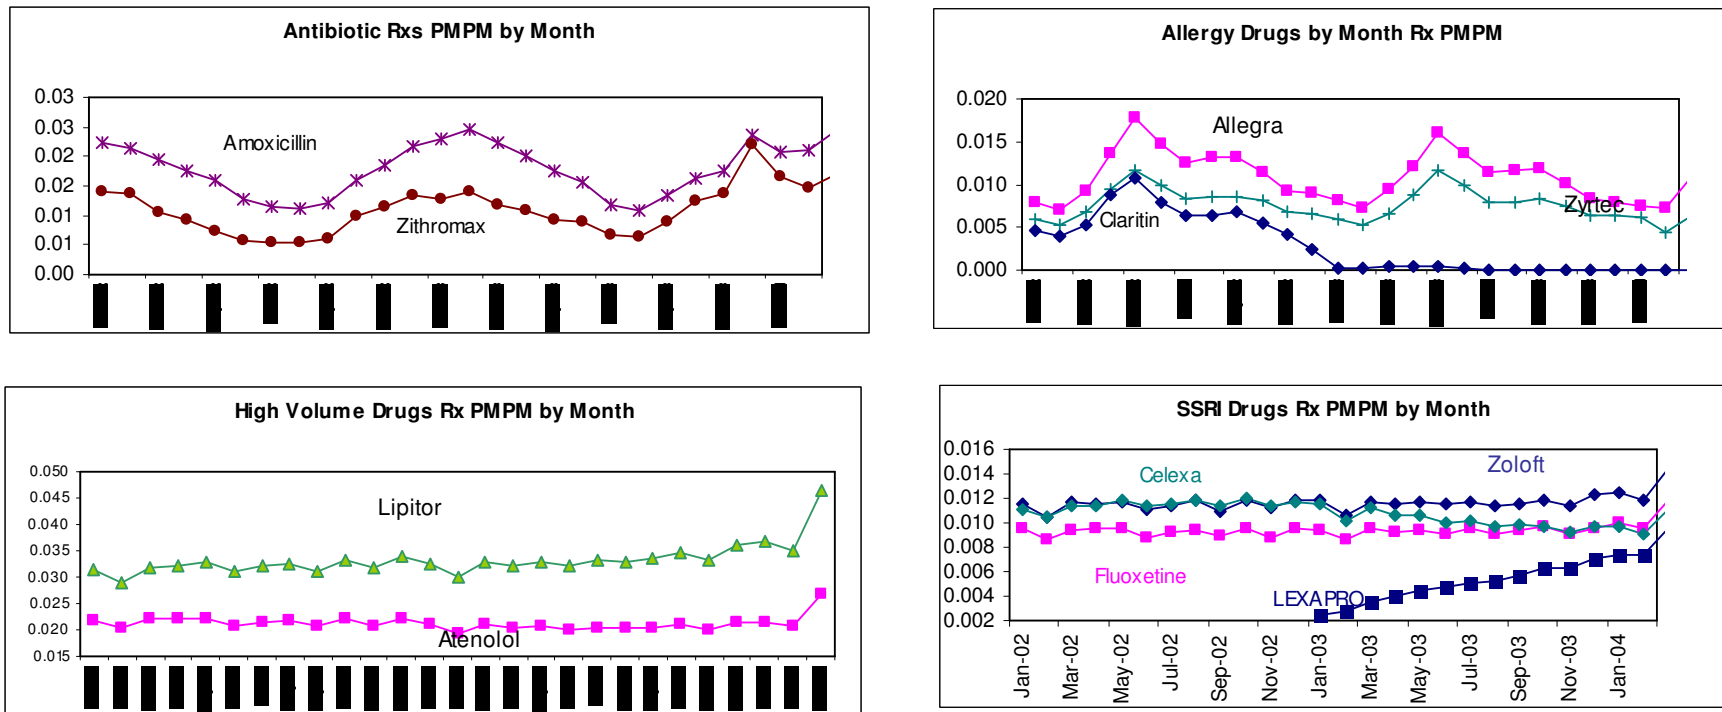 Antibiotic Rxs PMPM by Month
0.03
0.03
0.02
0.02
0.01
0.01
0.00
Amoxicillin
Zithromax
Allergy Drugs by Month Rx PMPM
0.020
0.015
0.010
0.005
0.000
Allegra
Zyrtec
Claritin
High Volume Drugs Rx PMPM by Month
0.050
0.045
0.040
0.035
0.030
0.025
0.020
0.015
Lipitor
Atenolol
SSRI Drugs Rx PMPM by Month
0.016
0.014
0.012
0.010
0.008
0.006
0.004
0.002
Zoloft
Celexa
Fluoxetine
LEXAPRO
Jan-02
Mar-02
May-02
Jul-02
Sep-02
Nov-02
Jan-03
Mar-03
May-03
Jul-03
Sep-03
Nov-03
Jan-04